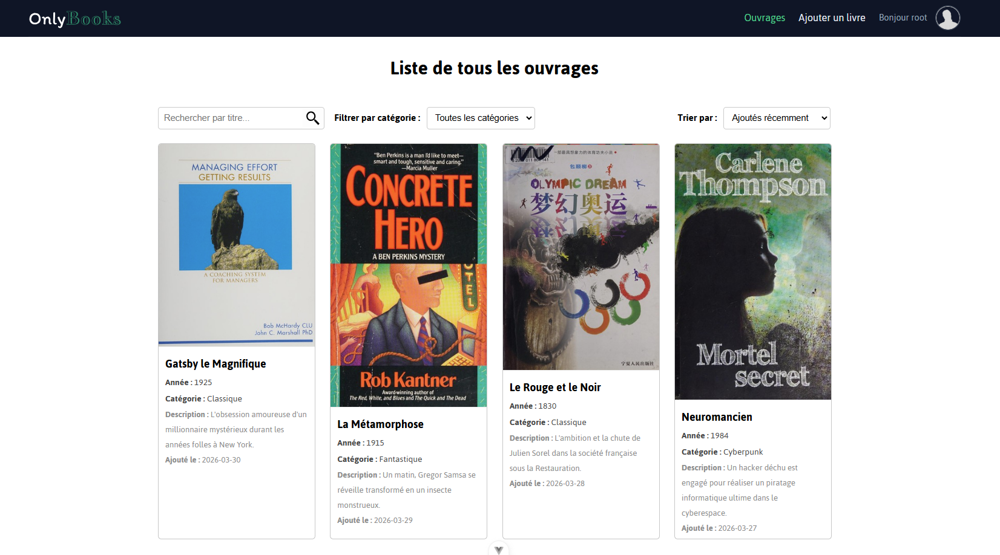 OnlyBooks
Ouvrages
Ajouter un livre
Bonjour root
Liste de tous les ouvrages
Rechercher par titre...
Filtrer par catégorie :
Toutes les catégories
Trier par :
Ajoutés récemment
MANAGING EFFORT
GETTING RESULTS
A COACHING SYSTEM
FOR MANAGERS
Bob McHardy CLU
John C. Marshall PhD
Gatsby le Magnifique
Année : 1925
Catégorie : Classique
Description : L'obsession amoureuse d'un
millionnaire mystérieux durant les
années folles à New York.
Ajouté le : 2026-03-30
"Ben Perkins is a man I'd like to meet—
smart and tough, sensitive and caring."
—Marcia Muller
CONCRETE
HERO
A BEN PERKINS MYSTERY
OTEL
ROB KANTNER
Award-winning author of
The Red, White, and Blues and The Quick and The Dead
La Métamorphose
Année : 1915
Catégorie : Fantastique
Description : Un matin, Gregor Samsa se
réveille transformé en un insecte
monstrueux.
Ajouté le : 2026-03-29
一部最具想象力的体育功夫小说
OLYMPIC DREAM
梦幻奥运
宁夏人民出版社
Le Rouge et le Noir
Année : 1830
Catégorie : Classique
Description : L'ambition et la chute de
Julien Sorel dans la société française
sous la Restauration.
Ajouté le : 2026-03-28
Carlene
Thompson
Mortel
secret
Neuromancien
Année : 1984
Catégorie : Cyberpunk
Description : Un hacker déchu est
engagé pour réaliser un piratage
informatique ultime dans le
cyberespace.
Ajouté le : 2026-03-27